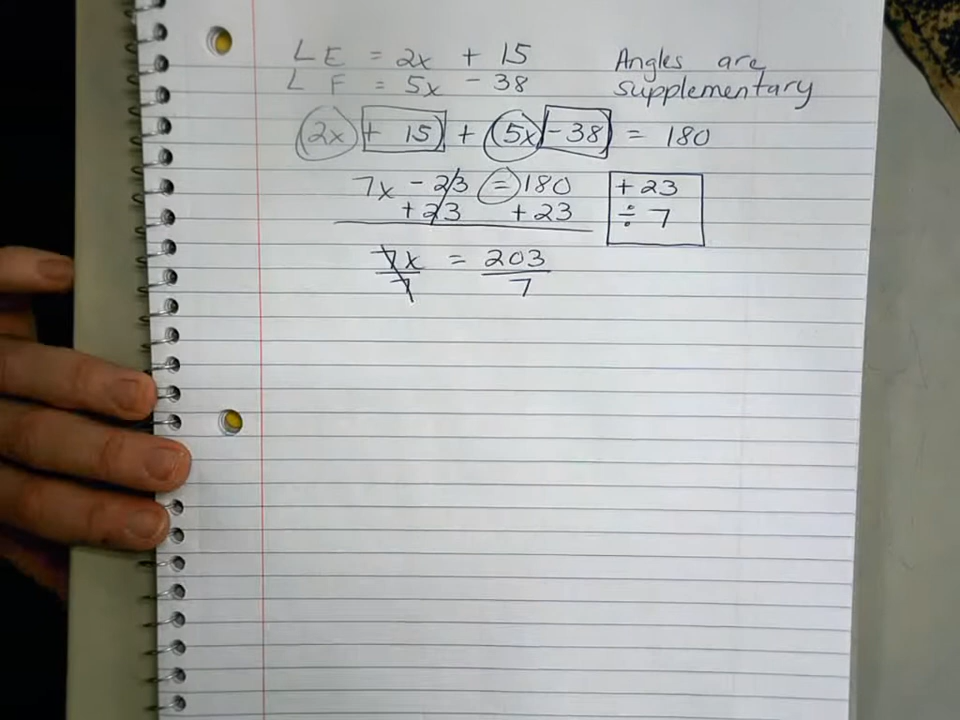 ∠ E = 2x + 15 Angles are
∠ F = 5x - 38 supplementary
(2x + 15) + (5x - 38) = 180
7x - 23 = 180 + 23
+ 23 + 23 ÷ 7
7x = 203
7 7